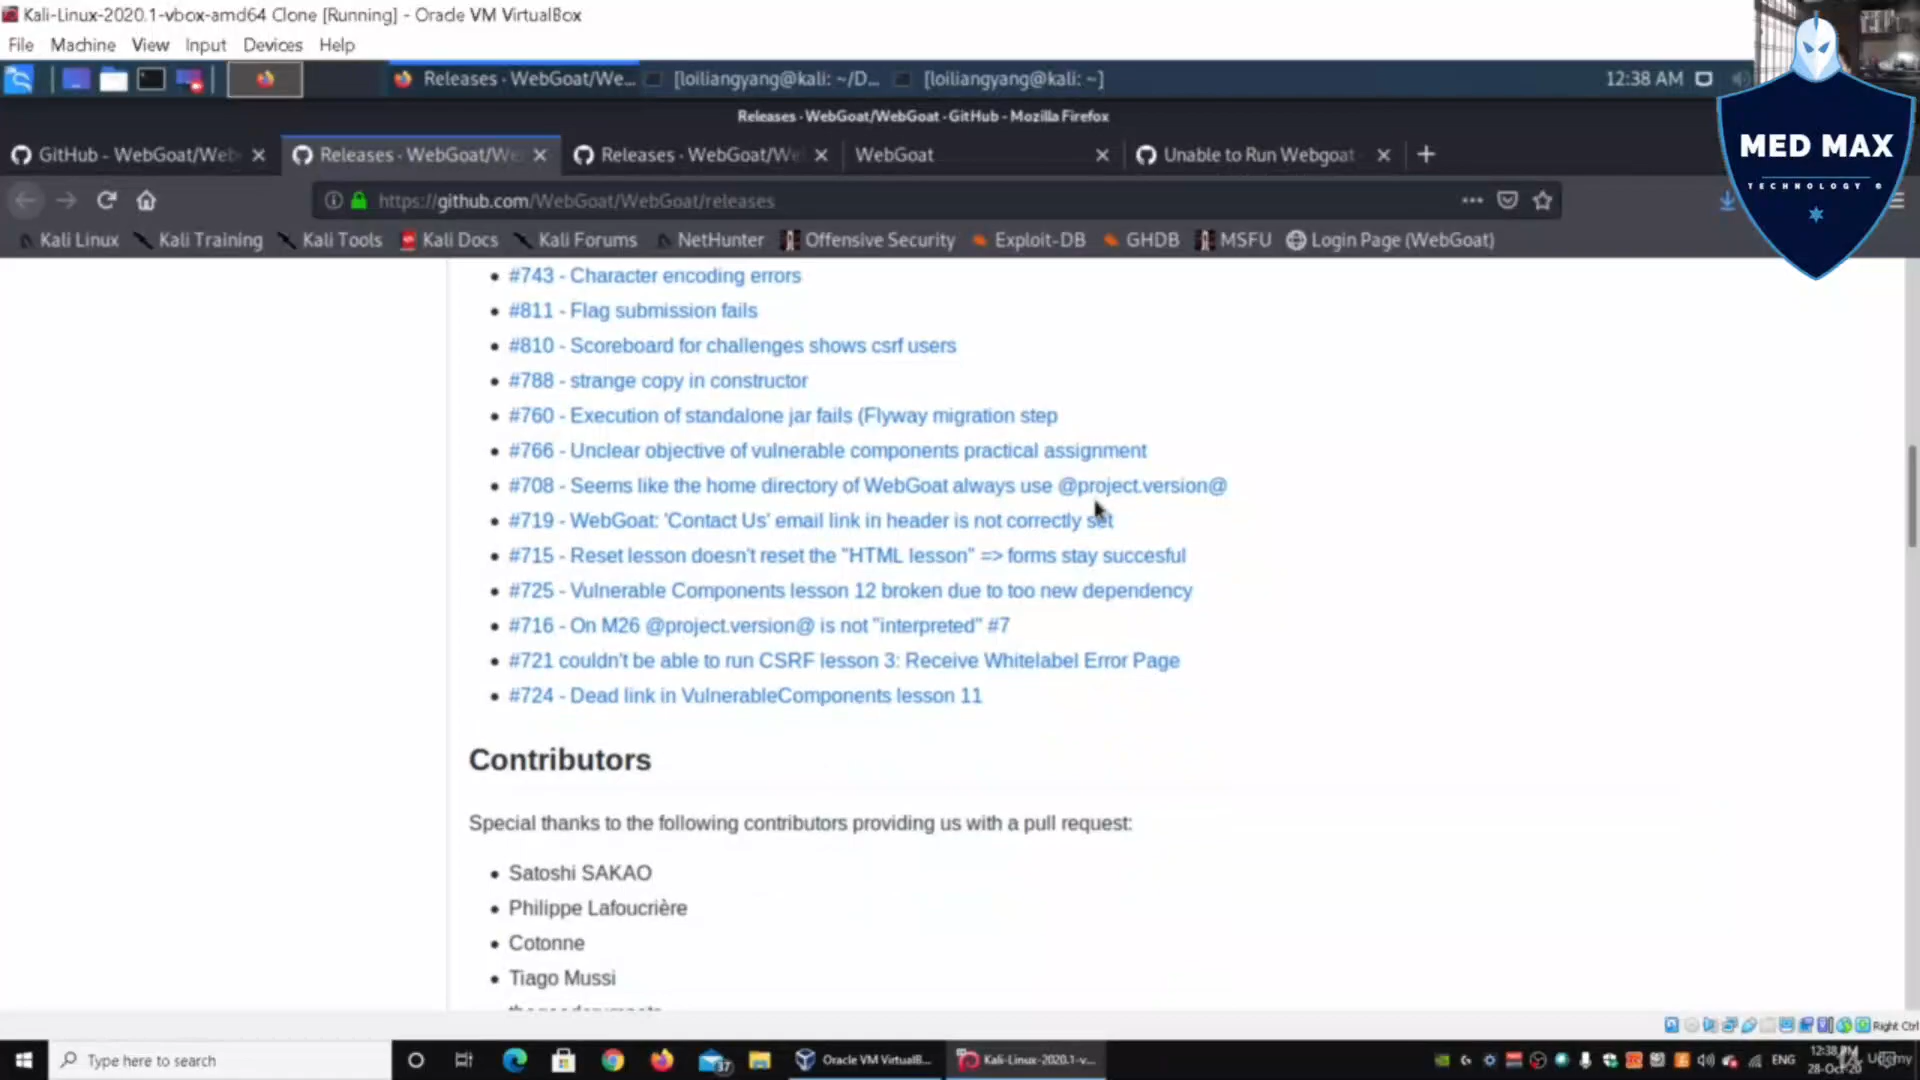 Kali-Linux-2020.1-vbox-amd64 Clone [Running] - Oracle VM VirtualBox
File Machine View Input Devices Help
Releases · WebGoat/We... [loiliangyang@kali: ~/D... [loiliangyang@kali: ~] 12:38 AM
Releases · WebGoat/WebGoat · GitHub - Mozilla Firefox
GitHub - WebGoat/Web Releases · WebGoat/We Releases · WebGoat/We WebGoat Unable to Run Webgoat
https://github.com/WebGoat/WebGoat/releases
Kali Linux Kali Training Kali Tools Kali Docs Kali Forums NetHunter Offensive Security Exploit-DB GHDB MSFU Login Page (WebGoat)
MED MAX
TECHNOLOGY
#743 - Character encoding errors
#811 - Flag submission fails
#810 - Scoreboard for challenges shows csrf users
#788 - strange copy in constructor
#760 - Execution of standalone jar fails (Flyway migration step
#766 - Unclear objective of vulnerable components practical assignment
#708 - Seems like the home directory of WebGoat always use @project.version@
#719 - WebGoat: 'Contact Us' email link in header is not correctly set
#715 - Reset lesson doesn't reset the "HTML lesson" => forms stay succesful
#725 - Vulnerable Components lesson 12 broken due to too new dependency
#716 - On M26 @project.version@ is not "interpreted" #7
#721 couldn't be able to run CSRF lesson 3: Receive Whitelabel Error Page
#724 - Dead link in VulnerableComponents lesson 11
Contributors
Special thanks to the following contributors providing us with a pull request:
Satoshi SAKAO
Philippe Lafoucrière
Cotonne
Tiago Mussi
Right Ctrl
Type here to search 37 Oracle VM VirtualB... Kali-Linux-2020.1-v... ENG 12:38 PM
28-Oct-20
Udemy